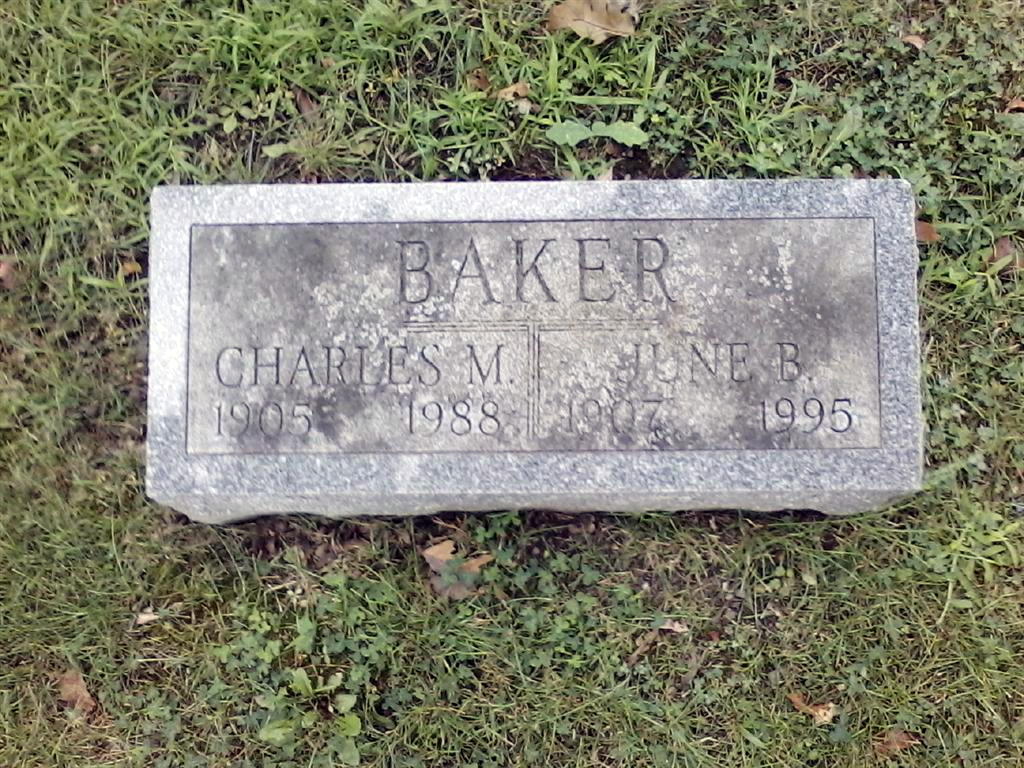 BAKER
CHARLES M. JUNE B.
1905 1988 1907 1995